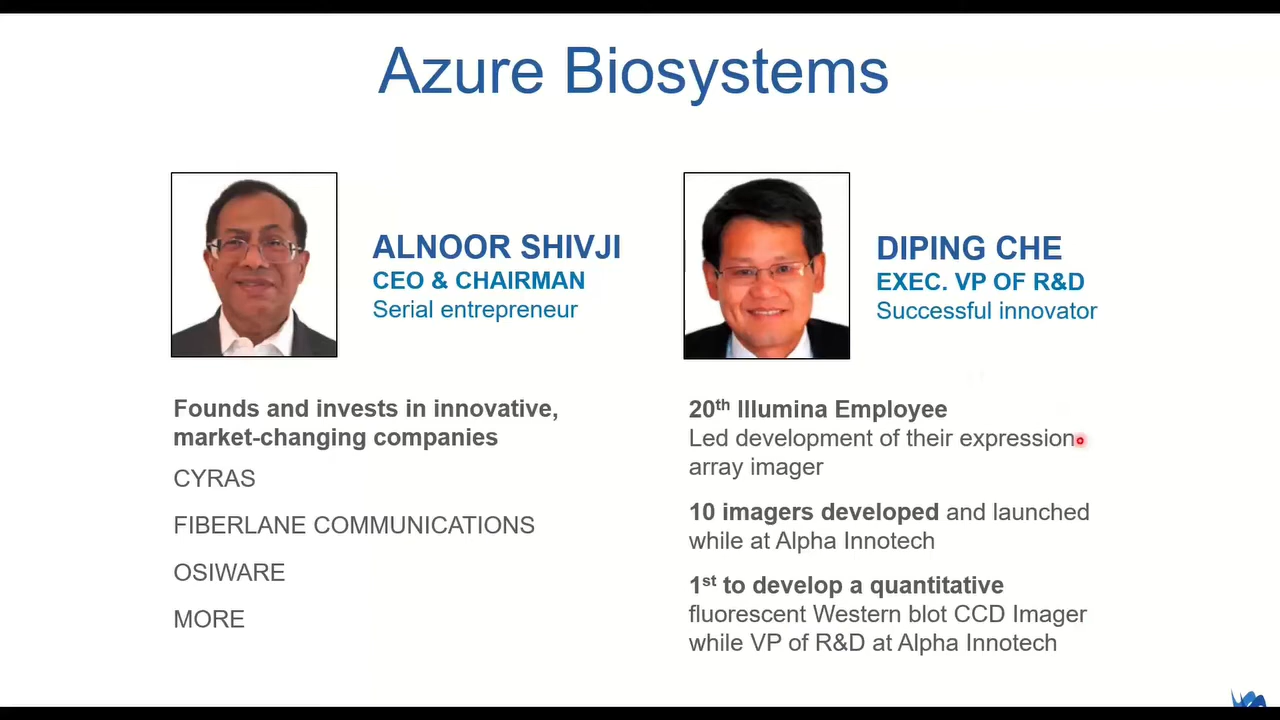 Azure Biosystems
ALNOOR SHIVJI
CEO & CHAIRMAN
Serial entrepreneur
Founds and invests in innovative,
market-changing companies
CYRAS
FIBERLANE COMMUNICATIONS
OSIWARE
MORE
DIPING CHE
EXEC. VP OF R&D
Successful innovator
20th Illumina Employee
Led development of their expression
array imager
10 imagers developed and launched
while at Alpha Innotech
1st to develop a quantitative
fluorescent Western blot CCD Imager
while VP of R&D at Alpha Innotech